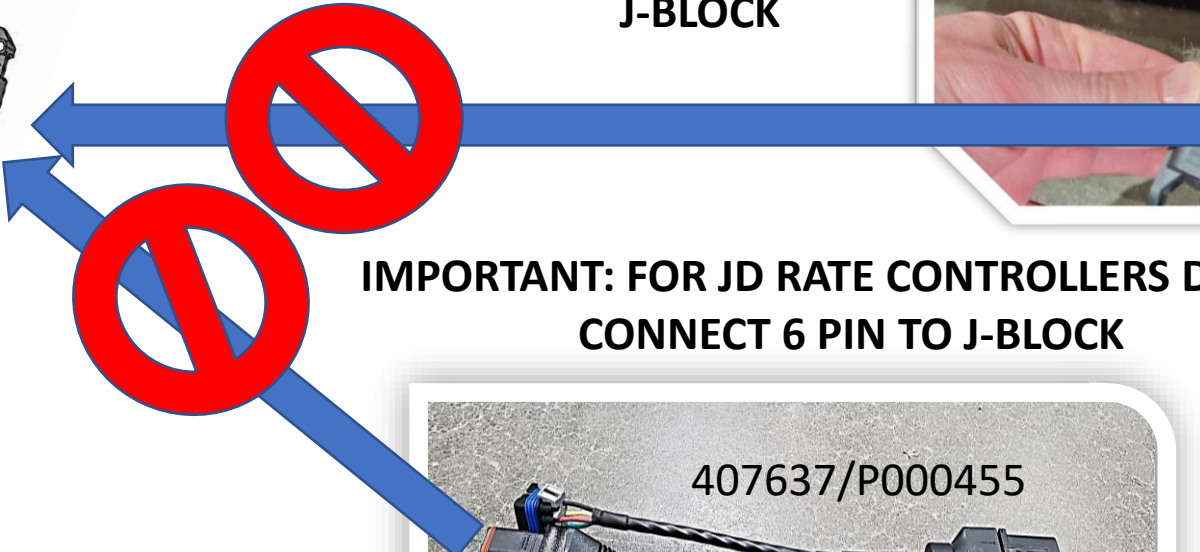 J-BLOCK
IMPORTANT: FOR JD RATE CONTROLLERS
CONNECT 6 PIN TO J-BLOCK
407637/P000455